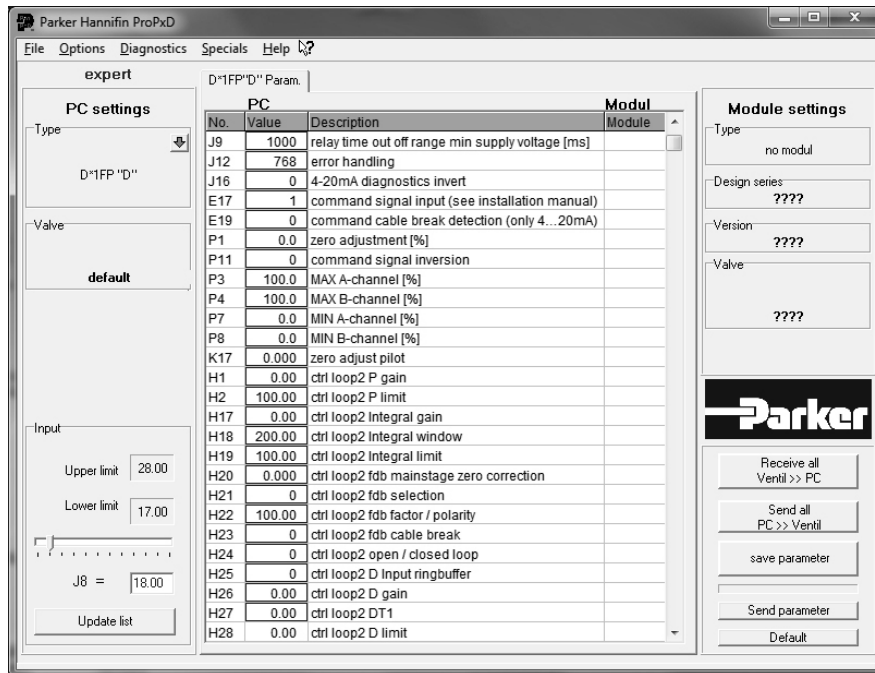 Parker Hannifin ProPxD
File Options Diagnostics Specials Help
expert
PC settings
Type
D*1FP "D"
Valve
default
Input
Upper limit 28.00
Lower limit 17.00
J8 = 18.00
Update list
D*1FP"D" Param.
PC Modul
No. Value Description Module
J9 1000 relay time out off range min supply voltage [ms]
J12 768 error handling
J16 0 4-20mA diagnostics invert
E17 1 command signal input (see installation manual)
E19 0 command cable break detection (only 4...20mA)
P1 0.0 zero adjustment [%]
P11 0 command signal inversion
P3 100.0 MAX A-channel [%]
P4 100.0 MAX B-channel [%]
P7 0.0 MIN A-channel [%]
P8 0.0 MIN B-channel [%]
K17 0.000 zero adjust pilot
H1 0.00 ctrl loop2 P gain
H2 100.00 ctrl loop2 P limit
H17 0.00 ctrl loop2 Integral gain
H18 200.00 ctrl loop2 Integral window
H19 100.00 ctrl loop2 Integral limit
H20 0.000 ctrl loop2 fdb mainstage zero correction
H21 0 ctrl loop2 fdb selection
H22 100.00 ctrl loop2 fdb factor / polarity
H23 0 ctrl loop2 fdb cable break
H24 0 ctrl loop2 open / closed loop
H25 0 ctrl loop2 D Input ringbuffer
H26 0.00 ctrl loop2 D gain
H27 0.00 ctrl loop2 DT1
H28 0.00 ctrl loop2 D limit
Module settings
Type
no modul
Design series
????
Version
????
Valve
????
Parker
Receive all
Ventil >> PC
Send all
PC >> Ventil
save parameter
Send parameter
Default